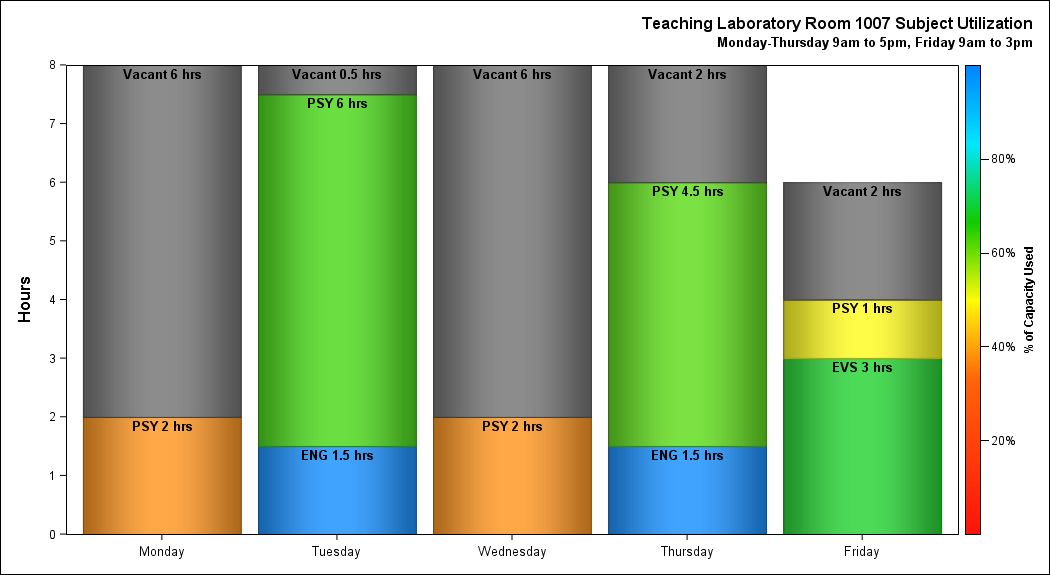 Teaching Laboratory Room 1007 Subject Utilization
Monday-Thursday 9am to 5pm, Friday 9am to 3pm
Hours
8
7
6
5
4
3
2
1
0
Vacant 6 hrs
PSY 2 hrs
Vacant 0.5 hrs
PSY 6 hrs
ENG 1.5 hrs
Vacant 6 hrs
PSY 2 hrs
Vacant 2 hrs
PSY 4.5 hrs
ENG 1.5 hrs
Vacant 2 hrs
PSY 1 hrs
EVS 3 hrs
Monday
Tuesday
Wednesday
Thursday
Friday
80%
60%
40%
20%
% of Capacity Used